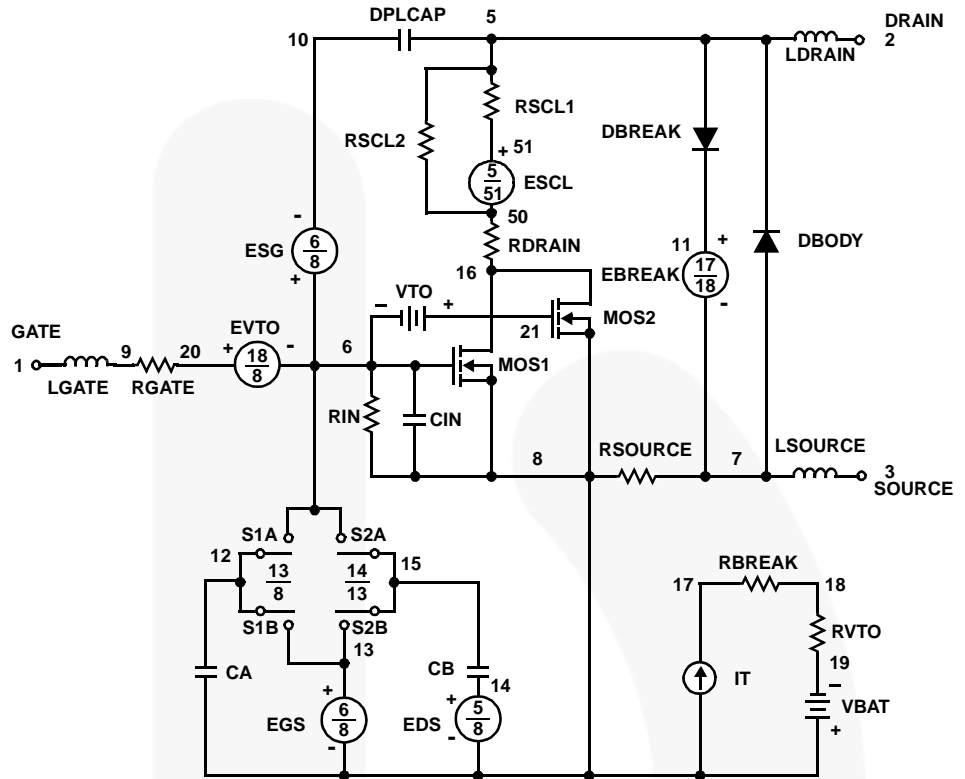 DPLCAP
5
DRAIN
2
10
LDRAIN
RSCL1
RSCL2
DBREAK
+ 51
5
51
ESCL
50
-
ESG
6
8
+
RDRAIN
11
+
EBREAK
17
18
-
DBODY
16
- VTO +
MOS2
21
GATE
1
9
20
EVTO
+
18
8
-
6
MOS1
LGATE
RGATE
RIN
CIN
8
RSOURCE
7
LSOURCE
3
SOURCE
S1A
S2A
12
13
8
14
13
15
S1B
S2B
13
RBREAK
17
18
RVTO
19
CA
CB
14
+
EGS
6
8
-
+
EDS
5
8
-
IT
-
VBAT
+